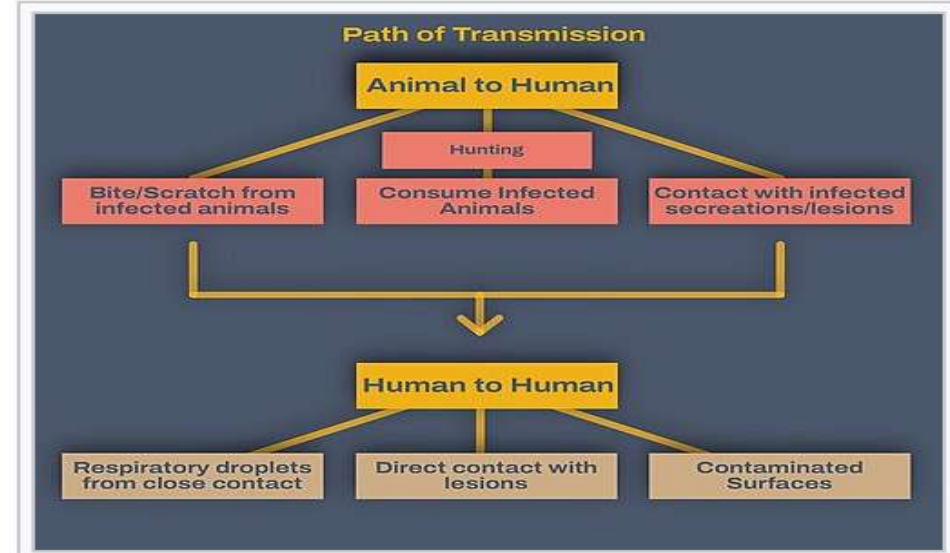 Path of Transmission
Animal to Human
Hunting
Bite/Scratch from
infected animals
Consume Infected
Animals
Contact with infected
secreations/lesions
Human to Human
Respiratory droplets
from close contact
Direct contact with
lesions
Contaminated
Surfaces